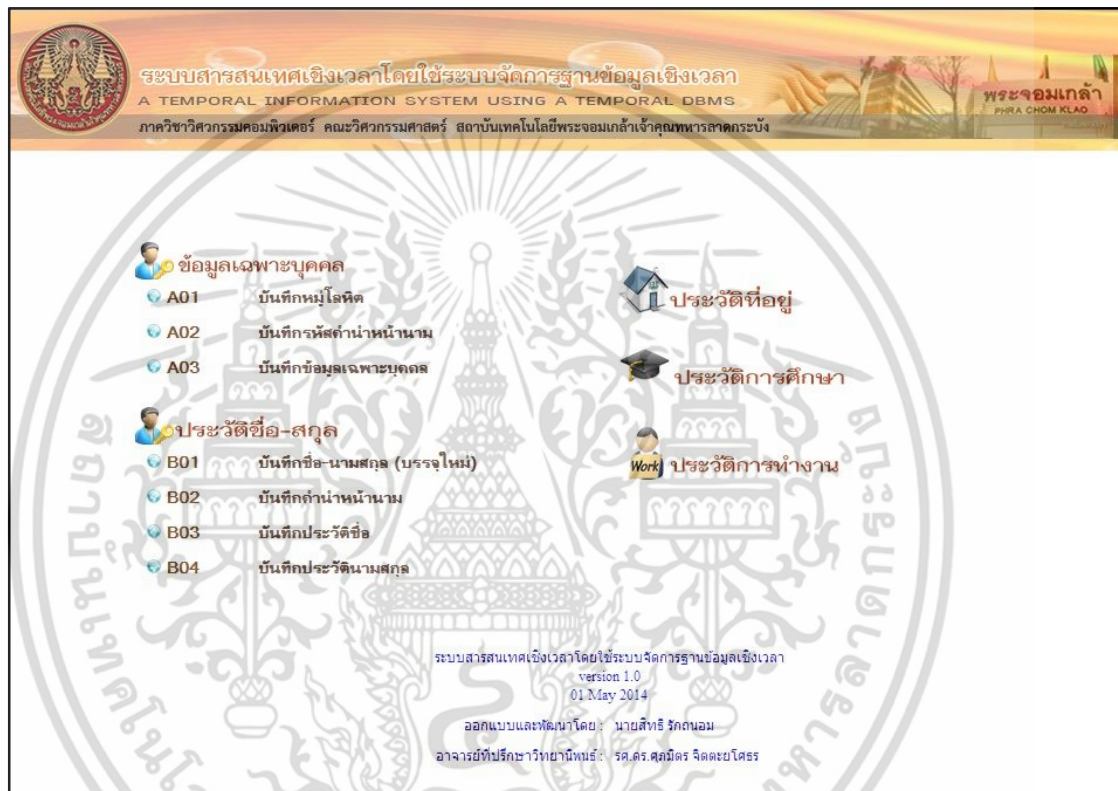 ระบบสารสนเทศเชิงเวลาโดยใช้ระบบจัดการฐานข้อมูลเชิงเวลา
A TEMPORAL INFORMATION SYSTEM USING A TEMPORAL DBMS
ภาควิชาวิศวกรรมคอมพิวเตอร์ คณะวิศวกรรมศาสตร์ สถาบันเทคโนโลยีพระจอมเกล้าเจ้าคุณทหารลาดกระบัง
พระจอมเกล้า
PHRA CHOM KLAO
ข้อมูลเฉพาะบุคคล
A01 บันทึกหมู่โลหิต
A02 บันทึกรหัสคำนำหน้านาม
A03 บันทึกข้อมูลเฉพาะบุคคล
ประวัติชื่อ-สกุล
B01 บันทึกชื่อ-นามสกุล (บรรจุใหม่)
B02 บันทึกคำนำหน้านาม
B03 บันทึกประวัติชื่อ
B04 บันทึกประวัตินามสกุล
ประวัติที่อยู่
ประวัติการศึกษา
Work ประวัติการทำงาน
ระบบสารสนเทศเชิงเวลาโดยใช้ระบบจัดการฐานข้อมูลเชิงเวลา
version 1.0
01 May 2014
ออกแบบและพัฒนาโดย : นายสิทธิ รักถนอม
อาจารย์ที่ปรึกษาวิทยานิพนธ์ : รศ.ดร.ศุภมิตร จิตตะยโศธร